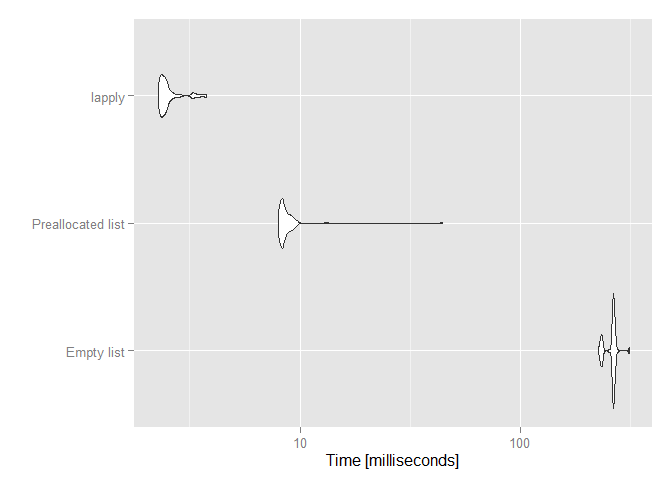 lapply
Preallocated list
Empty list
10
100
Time [milliseconds]